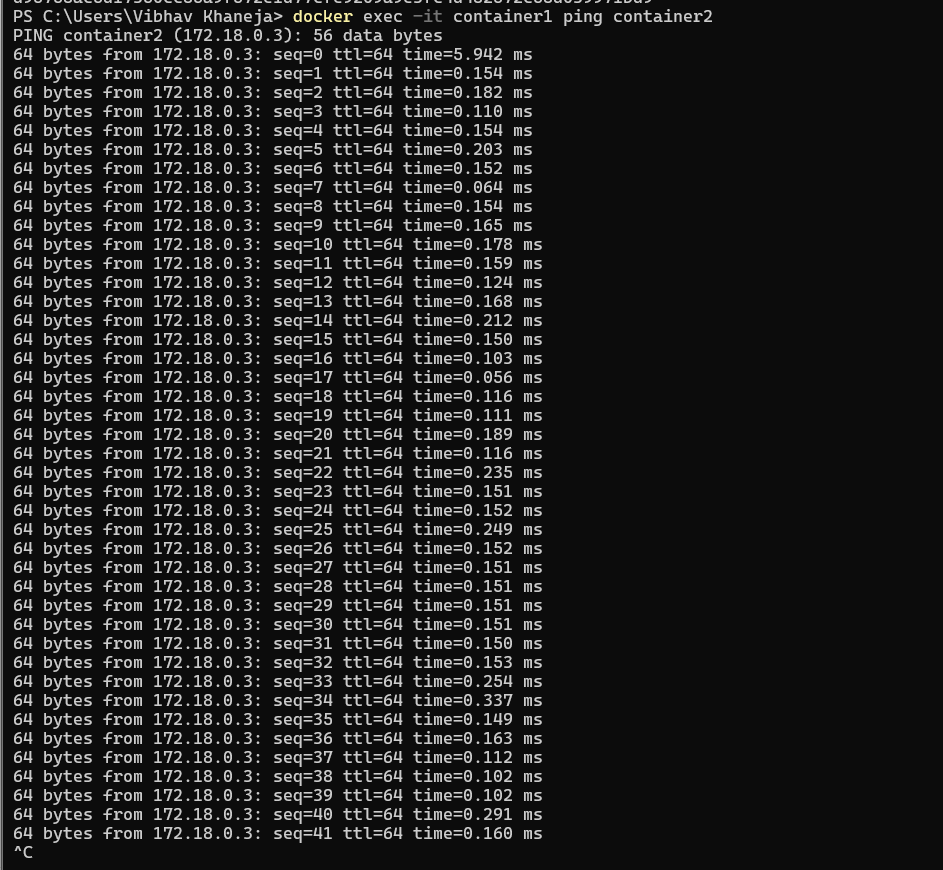 PS C:\Users\Vibhav Khaneja> docker exec -it container1 ping container2
PING container2 (172.18.0.3): 56 data bytes
64 bytes from 172.18.0.3: seq=0 ttl=64 time=5.942 ms
64 bytes from 172.18.0.3: seq=1 ttl=64 time=0.154 ms
64 bytes from 172.18.0.3: seq=2 ttl=64 time=0.182 ms
64 bytes from 172.18.0.3: seq=3 ttl=64 time=0.110 ms
64 bytes from 172.18.0.3: seq=4 ttl=64 time=0.154 ms
64 bytes from 172.18.0.3: seq=5 ttl=64 time=0.203 ms
64 bytes from 172.18.0.3: seq=6 ttl=64 time=0.152 ms
64 bytes from 172.18.0.3: seq=7 ttl=64 time=0.064 ms
64 bytes from 172.18.0.3: seq=8 ttl=64 time=0.154 ms
64 bytes from 172.18.0.3: seq=9 ttl=64 time=0.165 ms
64 bytes from 172.18.0.3: seq=10 ttl=64 time=0.178 ms
64 bytes from 172.18.0.3: seq=11 ttl=64 time=0.159 ms
64 bytes from 172.18.0.3: seq=12 ttl=64 time=0.124 ms
64 bytes from 172.18.0.3: seq=13 ttl=64 time=0.168 ms
64 bytes from 172.18.0.3: seq=14 ttl=64 time=0.212 ms
64 bytes from 172.18.0.3: seq=15 ttl=64 time=0.150 ms
64 bytes from 172.18.0.3: seq=16 ttl=64 time=0.103 ms
64 bytes from 172.18.0.3: seq=17 ttl=64 time=0.056 ms
64 bytes from 172.18.0.3: seq=18 ttl=64 time=0.116 ms
64 bytes from 172.18.0.3: seq=19 ttl=64 time=0.111 ms
64 bytes from 172.18.0.3: seq=20 ttl=64 time=0.189 ms
64 bytes from 172.18.0.3: seq=21 ttl=64 time=0.116 ms
64 bytes from 172.18.0.3: seq=22 ttl=64 time=0.235 ms
64 bytes from 172.18.0.3: seq=23 ttl=64 time=0.151 ms
64 bytes from 172.18.0.3: seq=24 ttl=64 time=0.152 ms
64 bytes from 172.18.0.3: seq=25 ttl=64 time=0.249 ms
64 bytes from 172.18.0.3: seq=26 ttl=64 time=0.152 ms
64 bytes from 172.18.0.3: seq=27 ttl=64 time=0.151 ms
64 bytes from 172.18.0.3: seq=28 ttl=64 time=0.151 ms
64 bytes from 172.18.0.3: seq=29 ttl=64 time=0.151 ms
64 bytes from 172.18.0.3: seq=30 ttl=64 time=0.151 ms
64 bytes from 172.18.0.3: seq=31 ttl=64 time=0.150 ms
64 bytes from 172.18.0.3: seq=32 ttl=64 time=0.153 ms
64 bytes from 172.18.0.3: seq=33 ttl=64 time=0.254 ms
64 bytes from 172.18.0.3: seq=34 ttl=64 time=0.337 ms
64 bytes from 172.18.0.3: seq=35 ttl=64 time=0.149 ms
64 bytes from 172.18.0.3: seq=36 ttl=64 time=0.163 ms
64 bytes from 172.18.0.3: seq=37 ttl=64 time=0.112 ms
64 bytes from 172.18.0.3: seq=38 ttl=64 time=0.102 ms
64 bytes from 172.18.0.3: seq=39 ttl=64 time=0.102 ms
64 bytes from 172.18.0.3: seq=40 ttl=64 time=0.291 ms
64 bytes from 172.18.0.3: seq=41 ttl=64 time=0.160 ms
^C